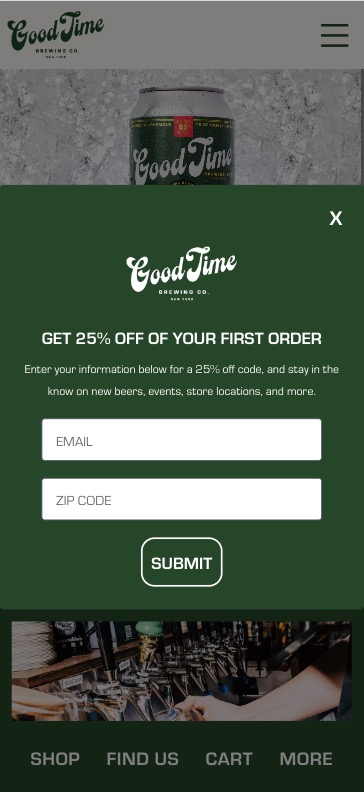 Good Time
BREWING CO.
NEW YORK
Good Time
X
Good Time
BREWING CO.
NEW YORK
GET 25% OFF OF YOUR FIRST ORDER
Enter your information below for a 25% off code, and stay in the
know on new beers, events, store locations, and more.
EMAIL
ZIP CODE
SUBMIT
SHOP FIND US CART MORE